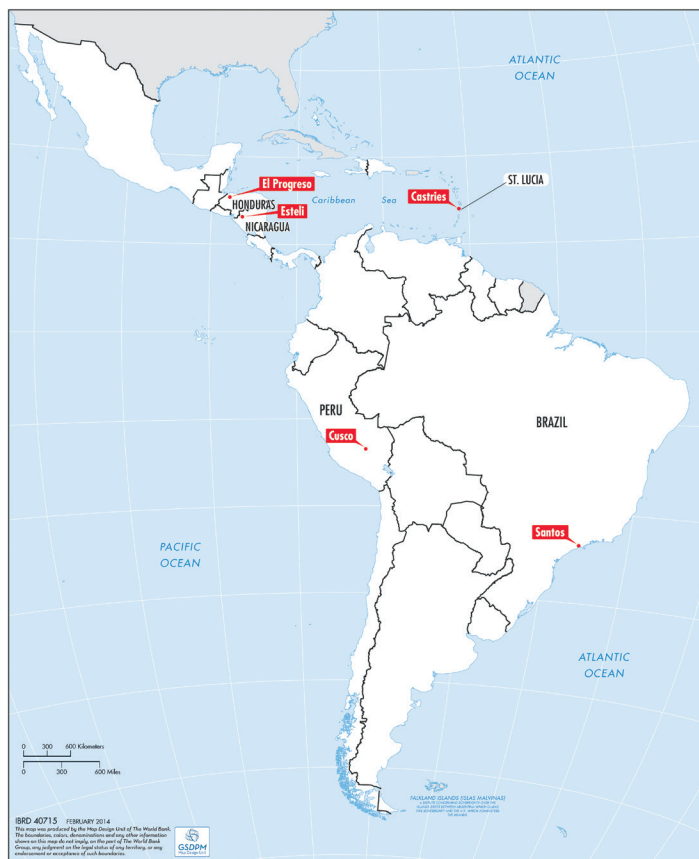 ATLANTIC
OCEAN
El Progreso
HONDURAS
Esteli
NICARAGUA
Caribbean Sea
Castries
ST. LUCIA
PERU
Cusco
BRAZIL
Santos
PACIFIC
OCEAN
ATLANTIC
OCEAN
0 300 600 Kilometers
0 300 600 Miles
FALKLAND ISLANDS (ISLAS MALVINAS)
IBRD 40715 FEBRUARY 2014
This map was produced by the Map Design Unit of The World Bank.
The boundaries, colors, denominations and any other information
shown on this map do not imply, on the part of The World Bank
Group, any judgment on the legal status of any territory, or any
endorsement or acceptance of such boundaries.
GSDPM
Map Design Unit